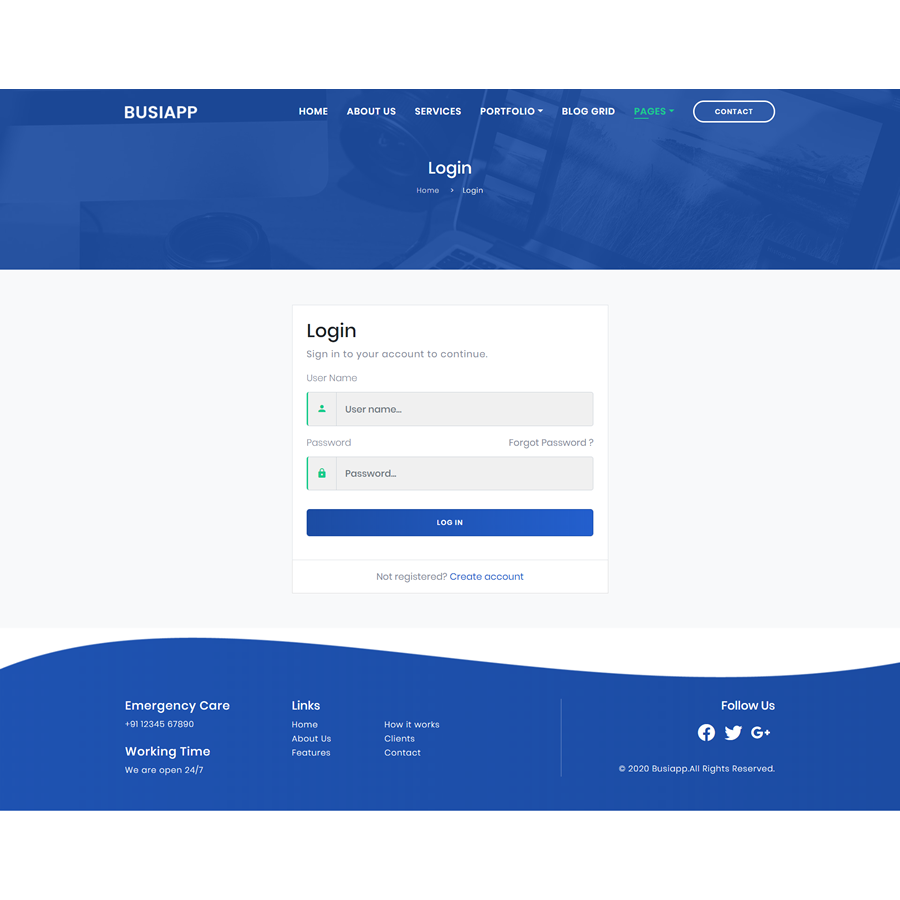 BUSIAPP HOME ABOUT US SERVICES PORTFOLIO BLOG GRID PAGES CONTACT
Login
Home > Login
Login
Sign in to your account to continue.
User Name
User name...
Password Forgot Password ?
Password...
LOG IN
Not registered? Create account
Emergency Care
+91 12345 67890
Working Time
We are open 24/7
Links
Home How it works
About Us Clients
Features Contact
Follow Us
G+
© 2020 Busiapp.All Rights Reserved.